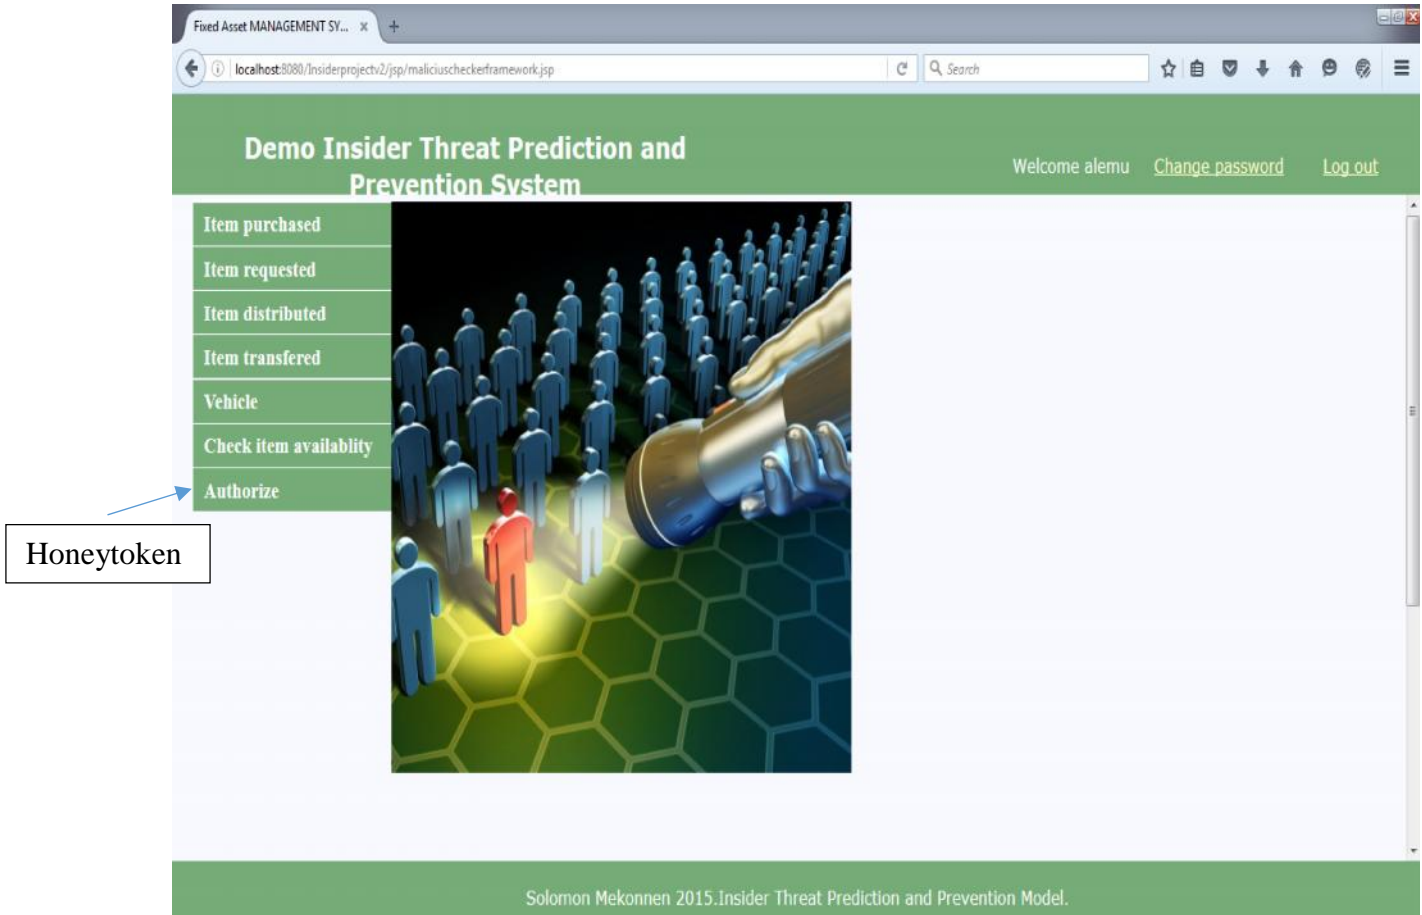 Fixed Asset MANAGEMENT SY... x +
localhost:8080/Insiderprojectv2/jsp/maliciuscheckerframework.jsp
Search
Demo Insider Threat Prediction and
Prevention System
Welcome alemu Change password Log out
Item purchased
Item requested
Item distributed
Item transfered
Vehicle
Check item availablity
Authorize
Honeytoken
Solomon Mekonnen 2015.Insider Threat Prediction and Prevention Model.